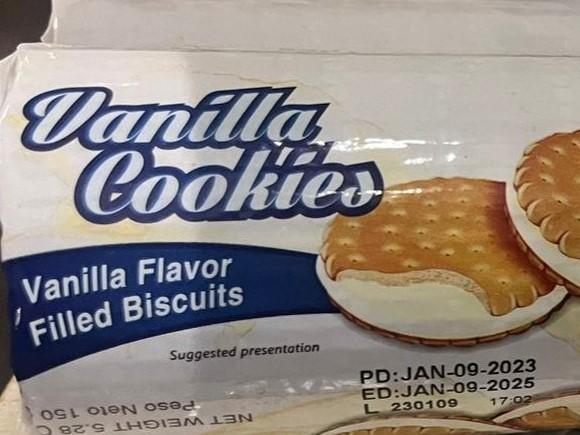 Vanilla
Cookies
Vanilla Flavor
Filled Biscuits
Suggested presentation
PD:JAN-09-2023
ED:JAN-09-2025
L 230109 17:02
NET WEIGHT 5.28
Peso Neto 150